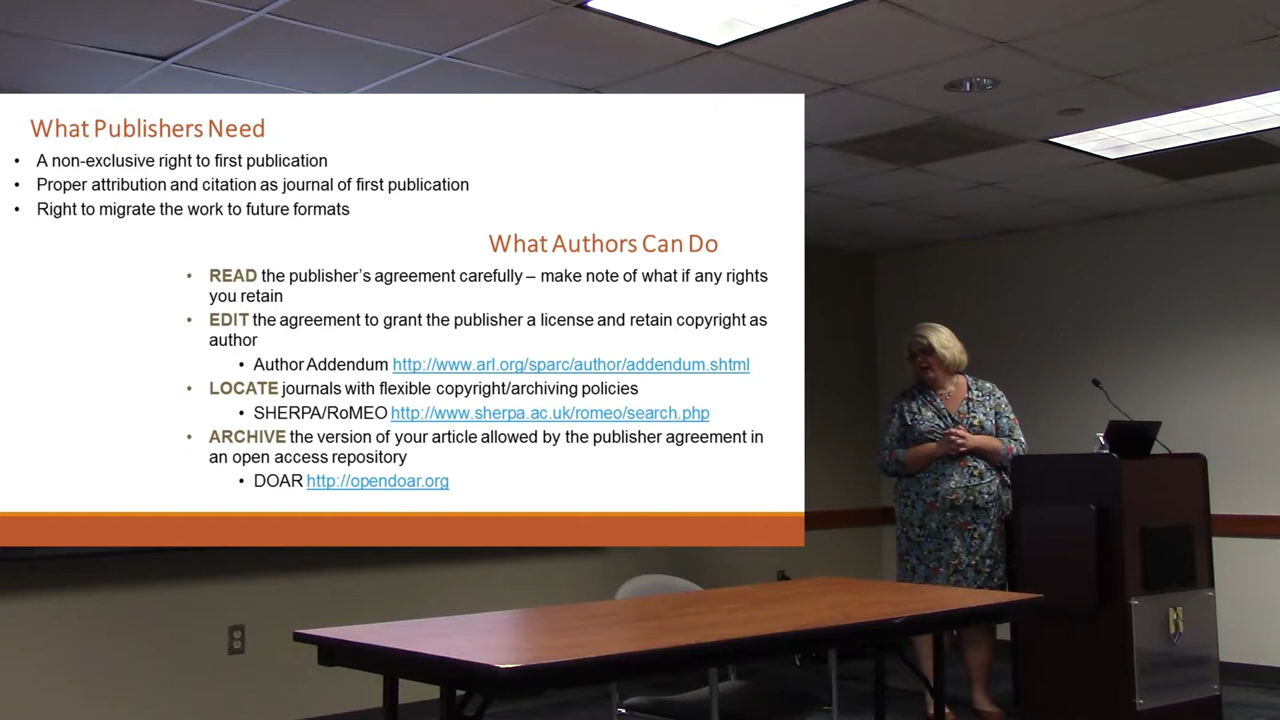 What Publishers Need
• A non-exclusive right to first publication
• Proper attribution and citation as journal of first publication
• Right to migrate the work to future formats
What Authors Can Do
• READ the publisher's agreement carefully – make note of what if any rights
you retain
• EDIT the agreement to grant the publisher a license and retain copyright as
author
• Author Addendum http://www.arl.org/sparc/author/addendum.shtml
• LOCATE journals with flexible copyright/archiving policies
• SHERPA/RoMEO http://www.sherpa.ac.uk/romeo/search.php
• ARCHIVE the version of your article allowed by the publisher agreement in
an open access repository
• DOAR http://opendoar.org